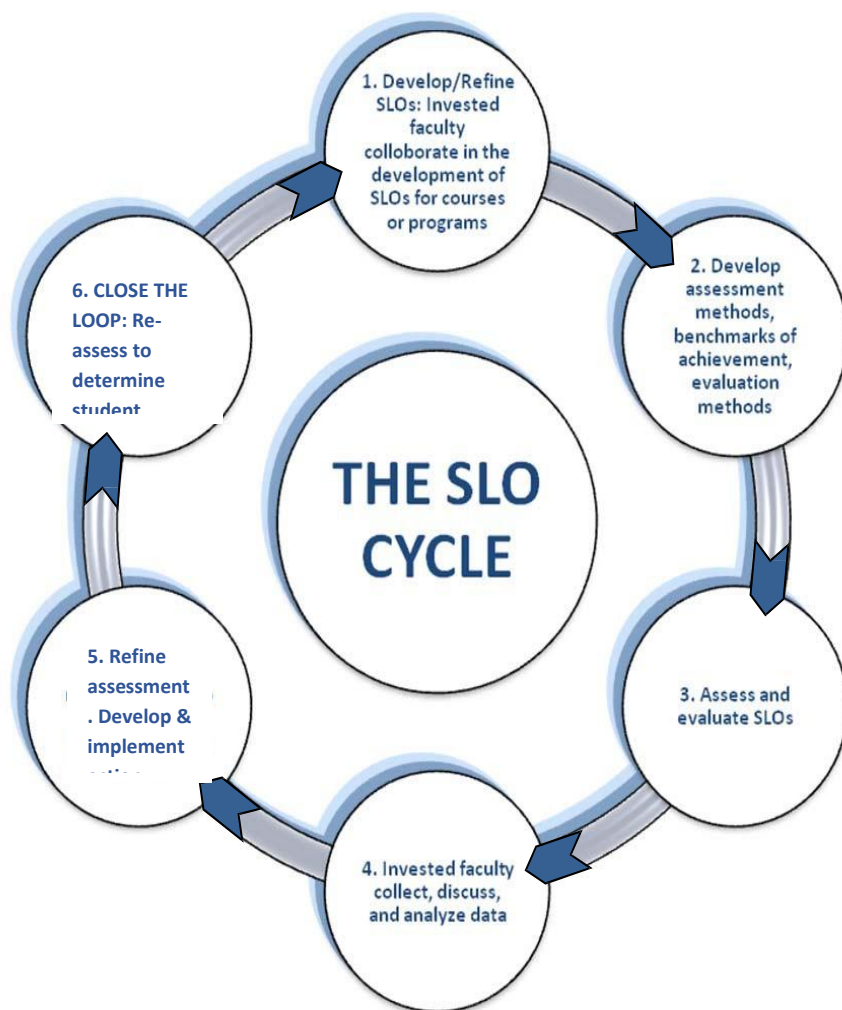 1. Develop/Refine
SLOs: Invested
faculty
colloborate in the
development of
SLOs for courses
or programs
2. Develop
assessment
methods,
benchmarks of
achievement,
evaluation
methods
3. Assess and
evaluate SLOs
4. Invested faculty
collect, discuss,
and analyze data
5. Refine
assessment
. Develop &
implement
6. CLOSE THE
LOOP: Re-
assess to
determine
student
THE SLO
CYCLE